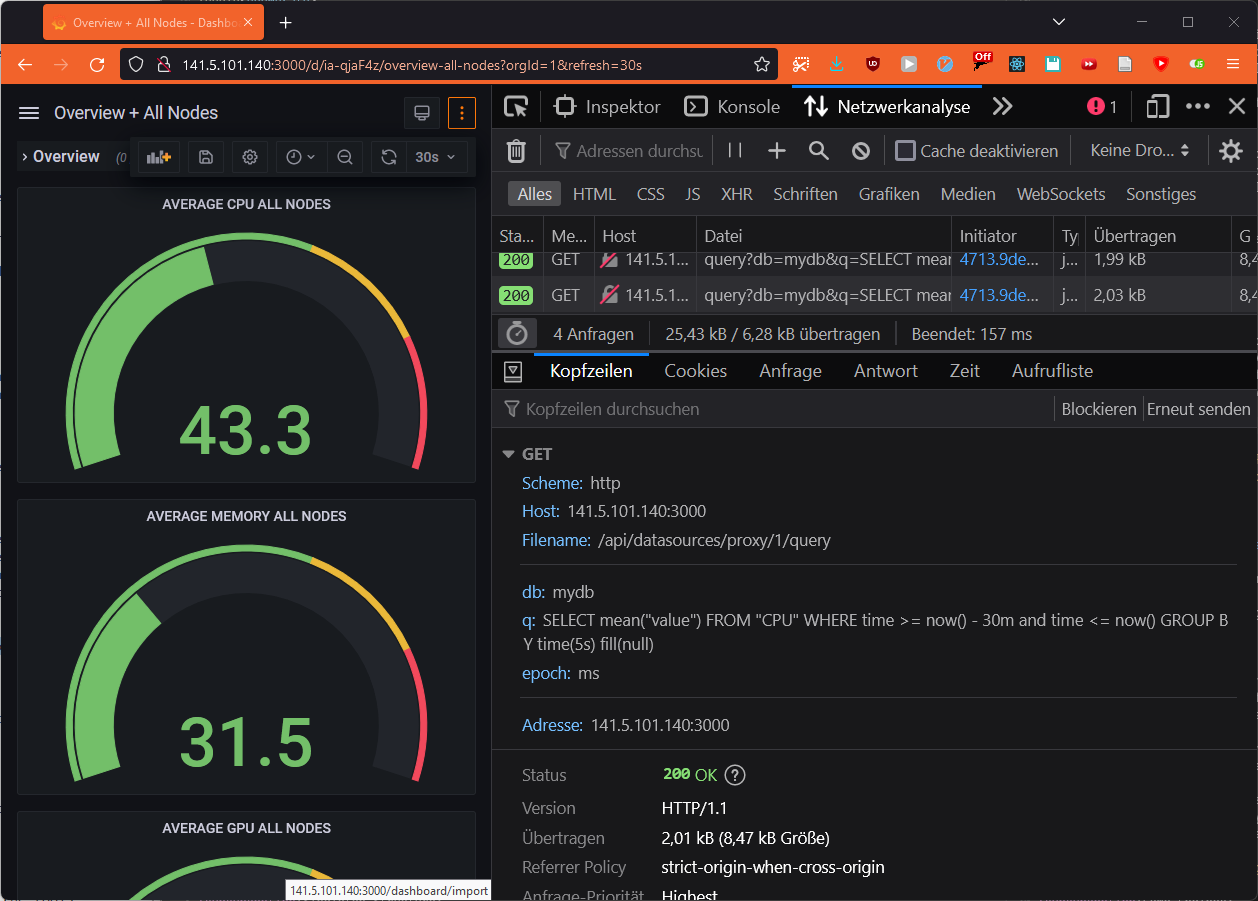 Overview + All Nodes - Dashbo
141.5.101.140:3000/d/ia-qjaF4z/overview-all-nodes?orgId=1&refresh=30s
Off
Overview + All Nodes
Overview (0
30s
AVERAGE CPU ALL NODES
43.3
AVERAGE MEMORY ALL NODES
31.5
AVERAGE GPU ALL NODES
141.5.101.140:3000/dashboard/import
Inspektor Konsole Netzwerkanalyse 1
Adressen durchsu Cache deaktivieren Keine Dro...
Alles HTML CSS JS XHR Schriften Grafiken Medien WebSockets Sonstiges
Sta... Me... Host Datei Initiator Ty Übertragen G
200 GET 141.5.1... query?db=mydb&q=SELECT mear 4713.9de... j... 1,99 kB 8,4
200 GET 141.5.1... query?db=mydb&q=SELECT mear 4713.9de... j... 2,03 kB 8,4
4 Anfragen 25,43 kB / 6,28 kB übertragen Beendet: 157 ms
Kopfzeilen Cookies Anfrage Antwort Zeit Aufrufliste
Kopfzeilen durchsuchen Blockieren Erneut senden
GET
Scheme: http
Host: 141.5.101.140:3000
Filename: /api/datasources/proxy/1/query
db: mydb
q: SELECT mean("value") FROM "CPU" WHERE time >= now() - 30m and time <= now() GROUP B
Y time(5s) fill(null)
epoch: ms
Adresse: 141.5.101.140:3000
Status 200 OK ?
Version HTTP/1.1
Übertragen 2,01 kB (8,47 kB Größe)
Referrer Policy strict-origin-when-cross-origin
Anfrage-Priorität Highest